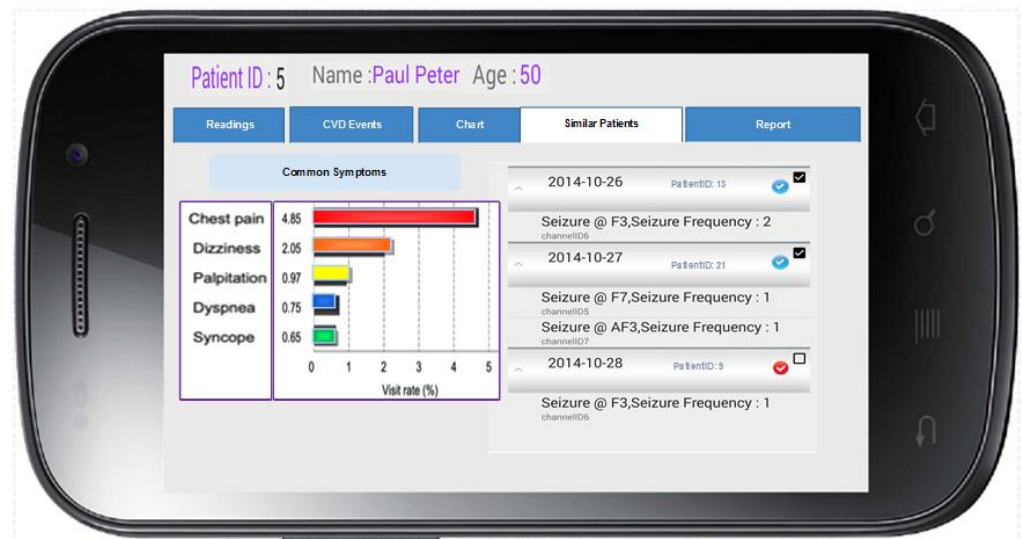 Patient ID : 5 Name :Paul Peter Age : 50
Readings CVD Events Chart Similar Patients Report
Common Symptoms
Chest pain 4.85
Dizziness 2.05
Palpitation 0.97
Dyspnea 0.75
Syncope 0.65
0 1 2 3 4 5
Visit rate (%)
2014-10-26 PatientID: 15
Seizure @ F3,Seizure Frequency : 2
channelID6
2014-10-27 PatientID: 21
Seizure @ F7,Seizure Frequency : 1
channelID5
Seizure @ AF3,Seizure Frequency : 1
channelID7
2014-10-28 PatientID: 9
Seizure @ F3,Seizure Frequency : 1
channelID6